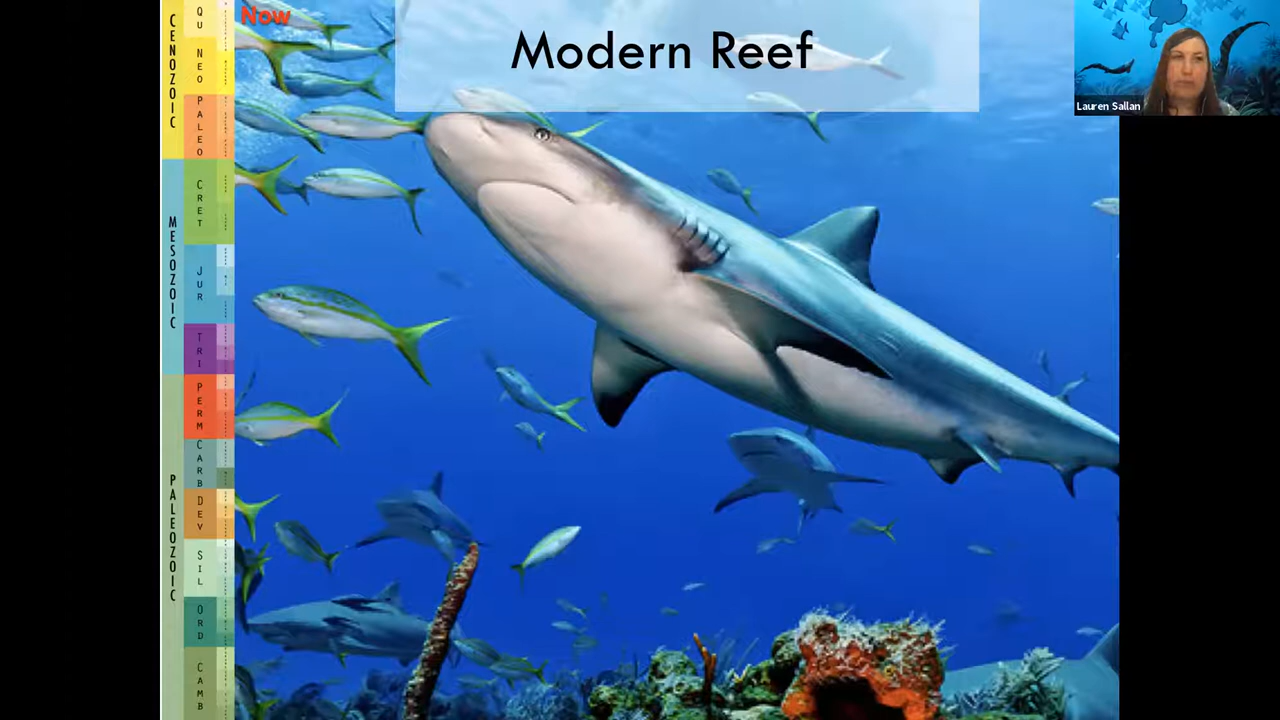 Now
Modern Reef
Lauren Sallan
CENOZOIC
MESOZOIC
PALEOZOIC
QU
NEO
PALEO
CRET
JUR
TRI
PERM
CARB
DEV
SIL
ORD
CAMB